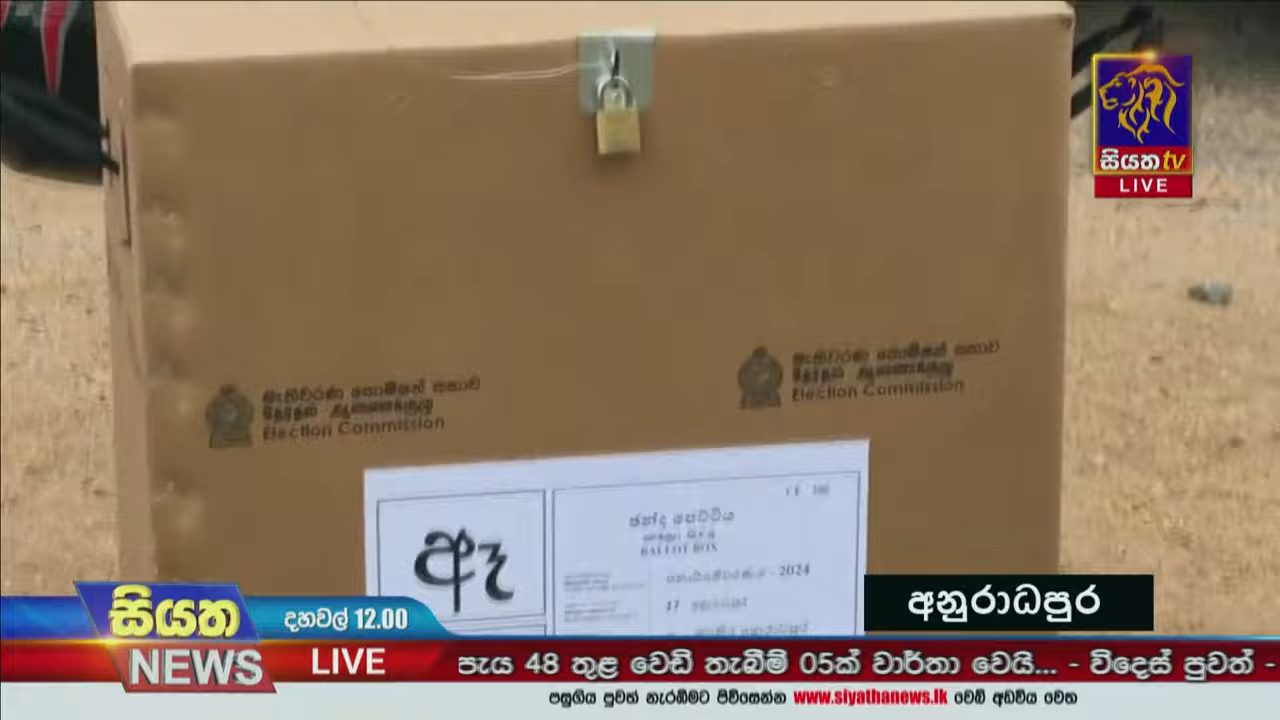 සියත tv
LIVE
මැතිවරණ කොමිෂන් සභාව
Election Commission
මැතිවරණ කොමිෂන් සභාව
Election Commission
ඈ
ඡන්ද පෙට්ටිය
BALLOT BOX
- 2024
17
අනුරාධපුර
සියත
NEWS
දහවල් 12.00
LIVE
පැය 48 තුළ වෙඩි තැබීම් 05ක් වාර්තා වෙයි... - විදෙස් පුවත් -
පසුගිය පුවත් නැරඹීමට පිවිසෙන්න www.siyathanews.lk වෙබ් අඩවිය වෙත